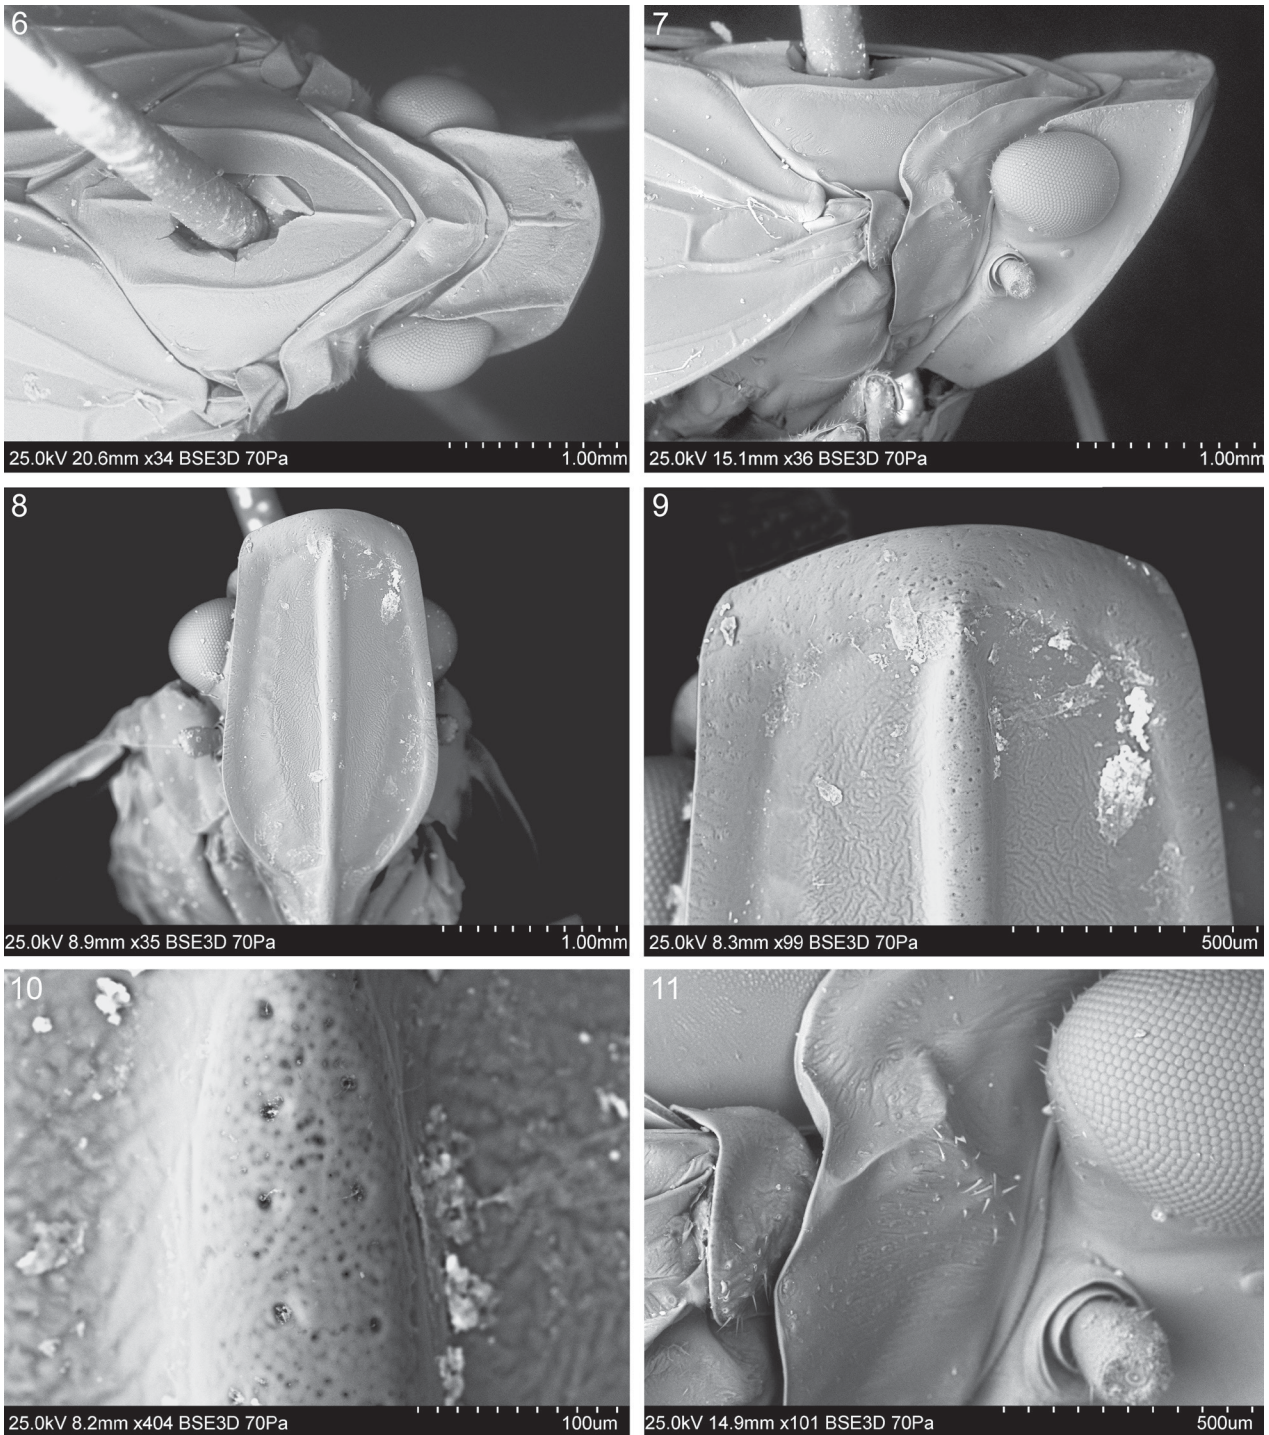 6
25.0kV 20.6mm x34 BSE3D 70Pa 1.00mm
7
25.0kV 15.1mm x36 BSE3D 70Pa 1.00mm
8
25.0kV 8.9mm x35 BSE3D 70Pa 1.00mm
9
25.0kV 8.3mm x99 BSE3D 70Pa 500um
10
25.0kV 8.2mm x404 BSE3D 70Pa 100um
11
25.0kV 14.9mm x101 BSE3D 70Pa 500um